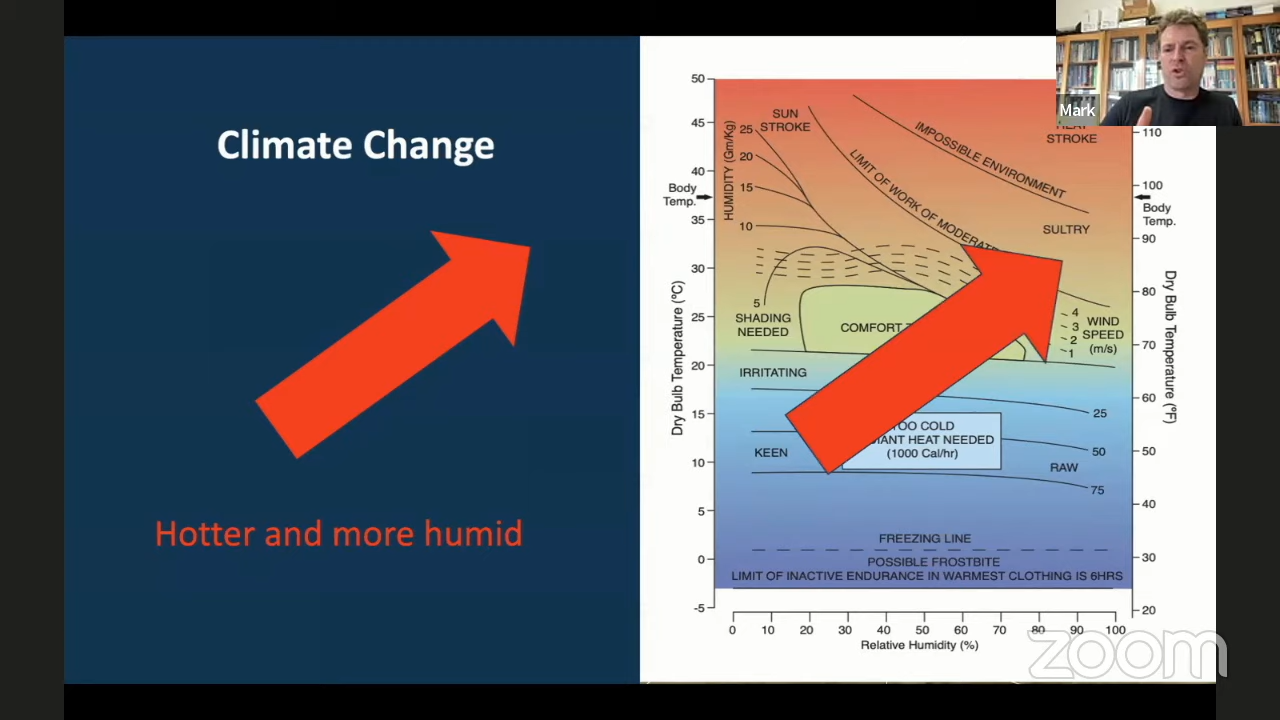 Climate Change
Hotter and more humid
Mark
50
45
40
35
30
25
20
15
10
5
0
-5
Body
Temp.
Dry Bulb Temperature (ºC)
HUMIDITY (Gm/Kg)
25
20
15
10
5
SUN
STROKE
HEAT
STROKE
IMPOSSIBLE ENVIRONMENT
LIMIT OF WORK OF MODERATE
SULTRY
SHADING
NEEDED
COMFORT
4
3
2
1
WIND
SPEED
(m/s)
IRRITATING
25
TOO COLD
HEAT NEEDED
(1000 Cal/hr)
KEEN
50
RAW
75
FREEZING LINE
POSSIBLE FROSTBITE
LIMIT OF INACTIVE ENDURANCE IN WARMEST CLOTHING IS 6HRS
110
100
Body
Temp.
90
80
70
60
50
40
30
20
Dry Bulb Temperature (ºF)
0 10 20 30 40 50 60 70 80 90 100
Relative Humidity (%)
zoom